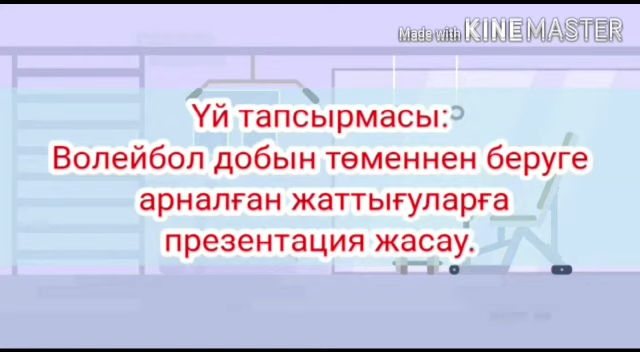 Made with KINEMASTER
Үй тапсырмасы:
Волейбол добын төменнен беруге
арналған жаттығуларға
презентация жасау.